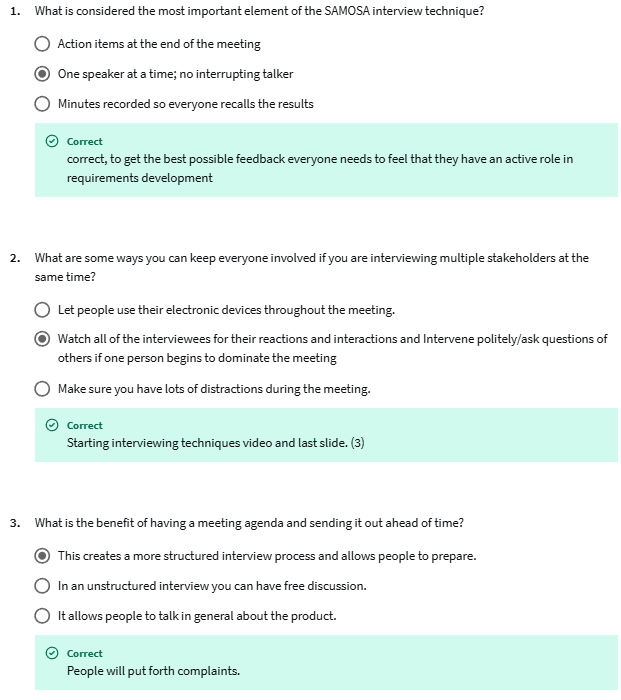 1. What is considered the most important element of the SAMOSA interview technique?
Action items at the end of the meeting
One speaker at a time; no interrupting talker
Minutes recorded so everyone recalls the results
Correct
correct, to get the best possible feedback everyone needs to feel that they have an active role in
requirements development
2. What are some ways you can keep everyone involved if you are interviewing multiple stakeholders at the
same time?
Let people use their electronic devices throughout the meeting.
Watch all of the interviewees for their reactions and interactions and Intervene politely/ask questions of
others if one person begins to dominate the meeting
Make sure you have lots of distractions during the meeting.
Correct
Starting interviewing techniques video and last slide. (3)
3. What is the benefit of having a meeting agenda and sending it out ahead of time?
This creates a more structured interview process and allows people to prepare.
In an unstructured interview you can have free discussion.
It allows people to talk in general about the product.
Correct
People will put forth complaints.